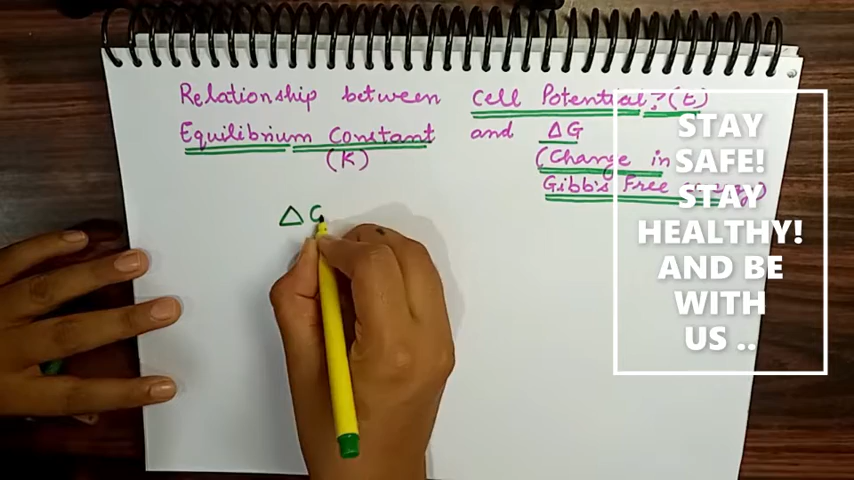 Relationship between Cell Potential?(E)
Equilibrium Constant and ΔG
(K) (Change in
Gibb's Free
ΔG
STAY
SAFE!
STAY
HEALTHY!
AND BE
WITH
US ..